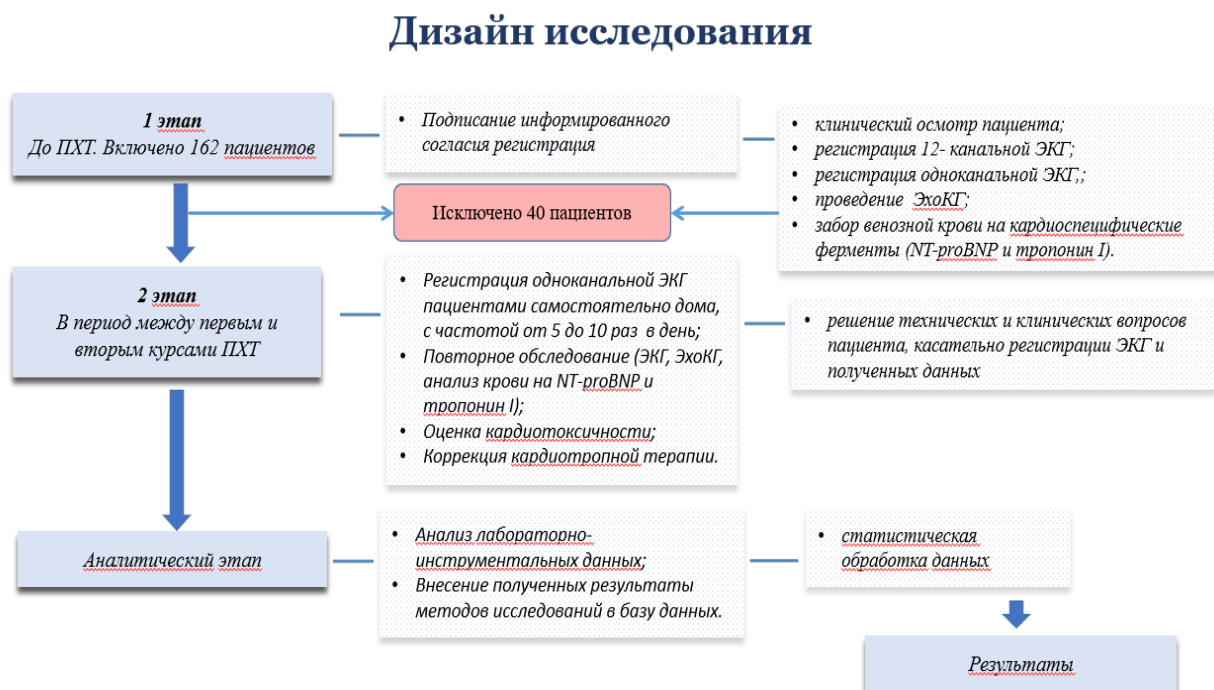 Дизайн исследования
1 этап
До ПХТ. Включено 162 пациентов
• Подписание информированного
согласия регистрация
• клинический осмотр пациента;
• регистрация 12- канальной ЭКГ;
• регистрация одноканальной ЭКГ,;
• проведение ЭхоКГ;
• забор венозной крови на кардиоспецифические
ферменты (NT-proBNP и тропонин I).
Исключено 40 пациентов
2 этап
В период между первым и
вторым курсами ПХТ
• Регистрация одноканальной ЭКГ
пациентами самостоятельно дома,
с частотой от 5 до 10 раз в день;
• Повторное обследование (ЭКГ, ЭхоКГ,
анализ крови на NT-proBNP и
тропонин I);
• Оценка кардиотоксичности;
• Коррекция кардиотропной терапии.
• решение технических и клинических вопросов
пациента, касательно регистрации ЭКГ и
полученных данных
Аналитический этап
• Анализ лабораторно-
инструментальных данных;
• Внесение полученных результаты
методов исследований в базу данных.
• статистическая
обработка данных
Результаты